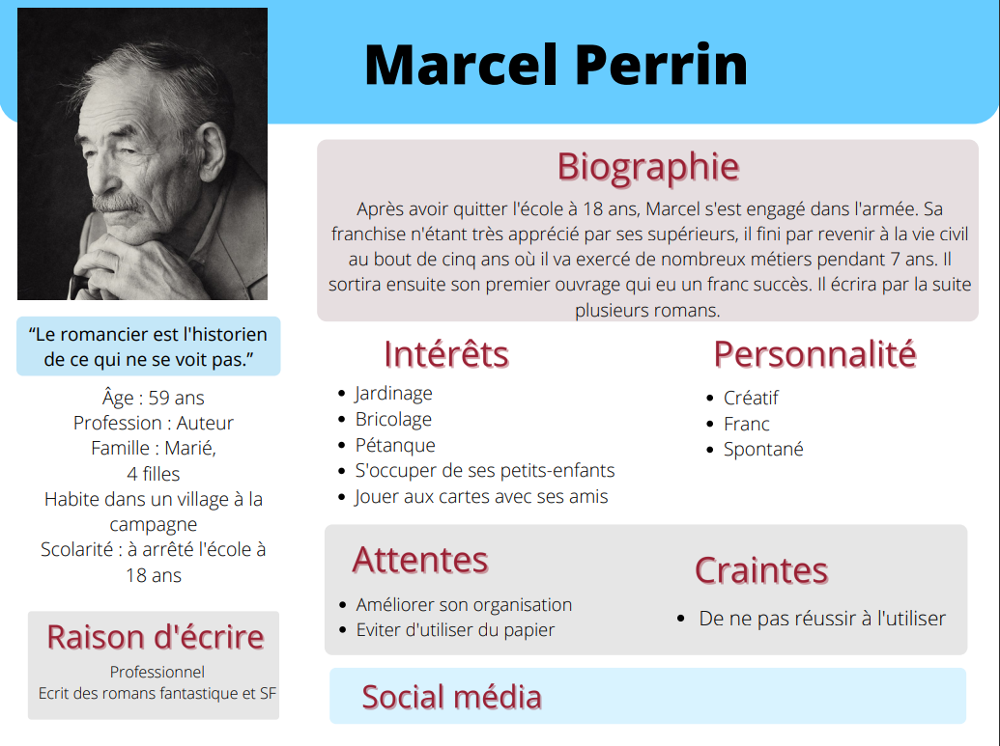 Marcel Perrin
Biographie
Après avoir quitter l'école à 18 ans, Marcel s'est engagé dans l'armée. Sa
franchise n'étant très apprécié par ses supérieurs, il fini par revenir à la vie civil
au bout de cinq ans où il va exercé de nombreux métiers pendant 7 ans. Il
sortira ensuite son premier ouvrage qui eu un franc succès. Il écrira par la suite
plusieurs romans.
“Le romancier est l'historien
de ce qui ne se voit pas.”
Âge : 59 ans
Profession : Auteur
Famille : Marié,
4 filles
Habite dans un village à la
campagne
Scolarité : à arrêté l'école à
18 ans
Raison d'écrire
Professionnel
Ecrit des romans fantastique et SF
Intérêts
• Jardinage
• Bricolage
• Pétanque
• S'occuper de ses petits-enfants
• Jouer aux cartes avec ses amis
Personnalité
• Créatif
• Franc
• Spontané
Attentes
• Améliorer son organisation
• Eviter d'utiliser du papier
Craintes
• De ne pas réussir à l'utiliser
Social média